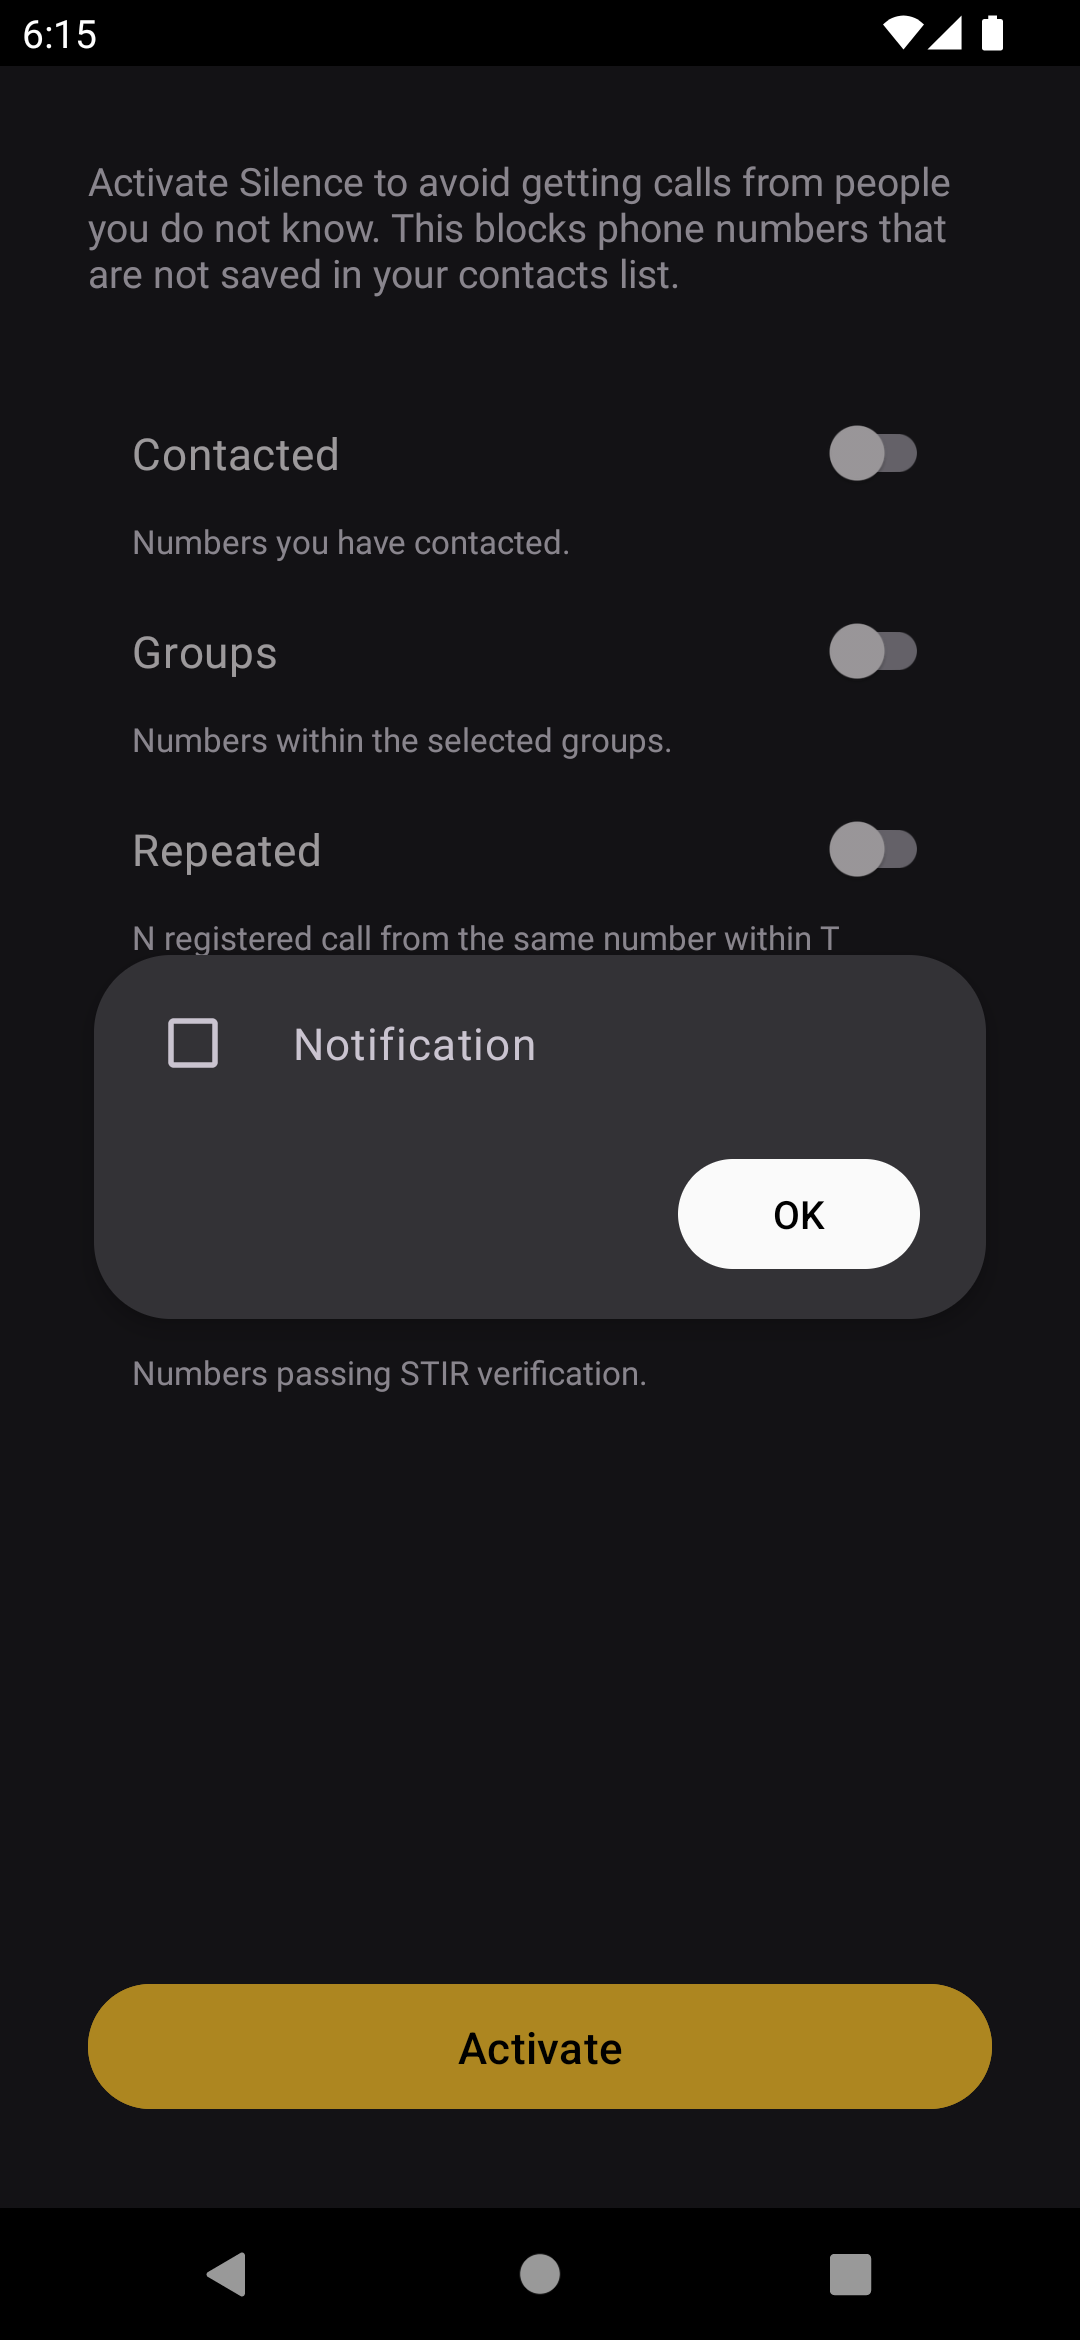 6:15
Activate Silence to avoid getting calls from people
you do not know. This blocks phone numbers that
are not saved in your contacts list.
Contacted
Numbers you have contacted.
Groups
Numbers within the selected groups.
Repeated
N registered call from the same number within T
Notification
OK
Numbers passing STIR verification.
Activate